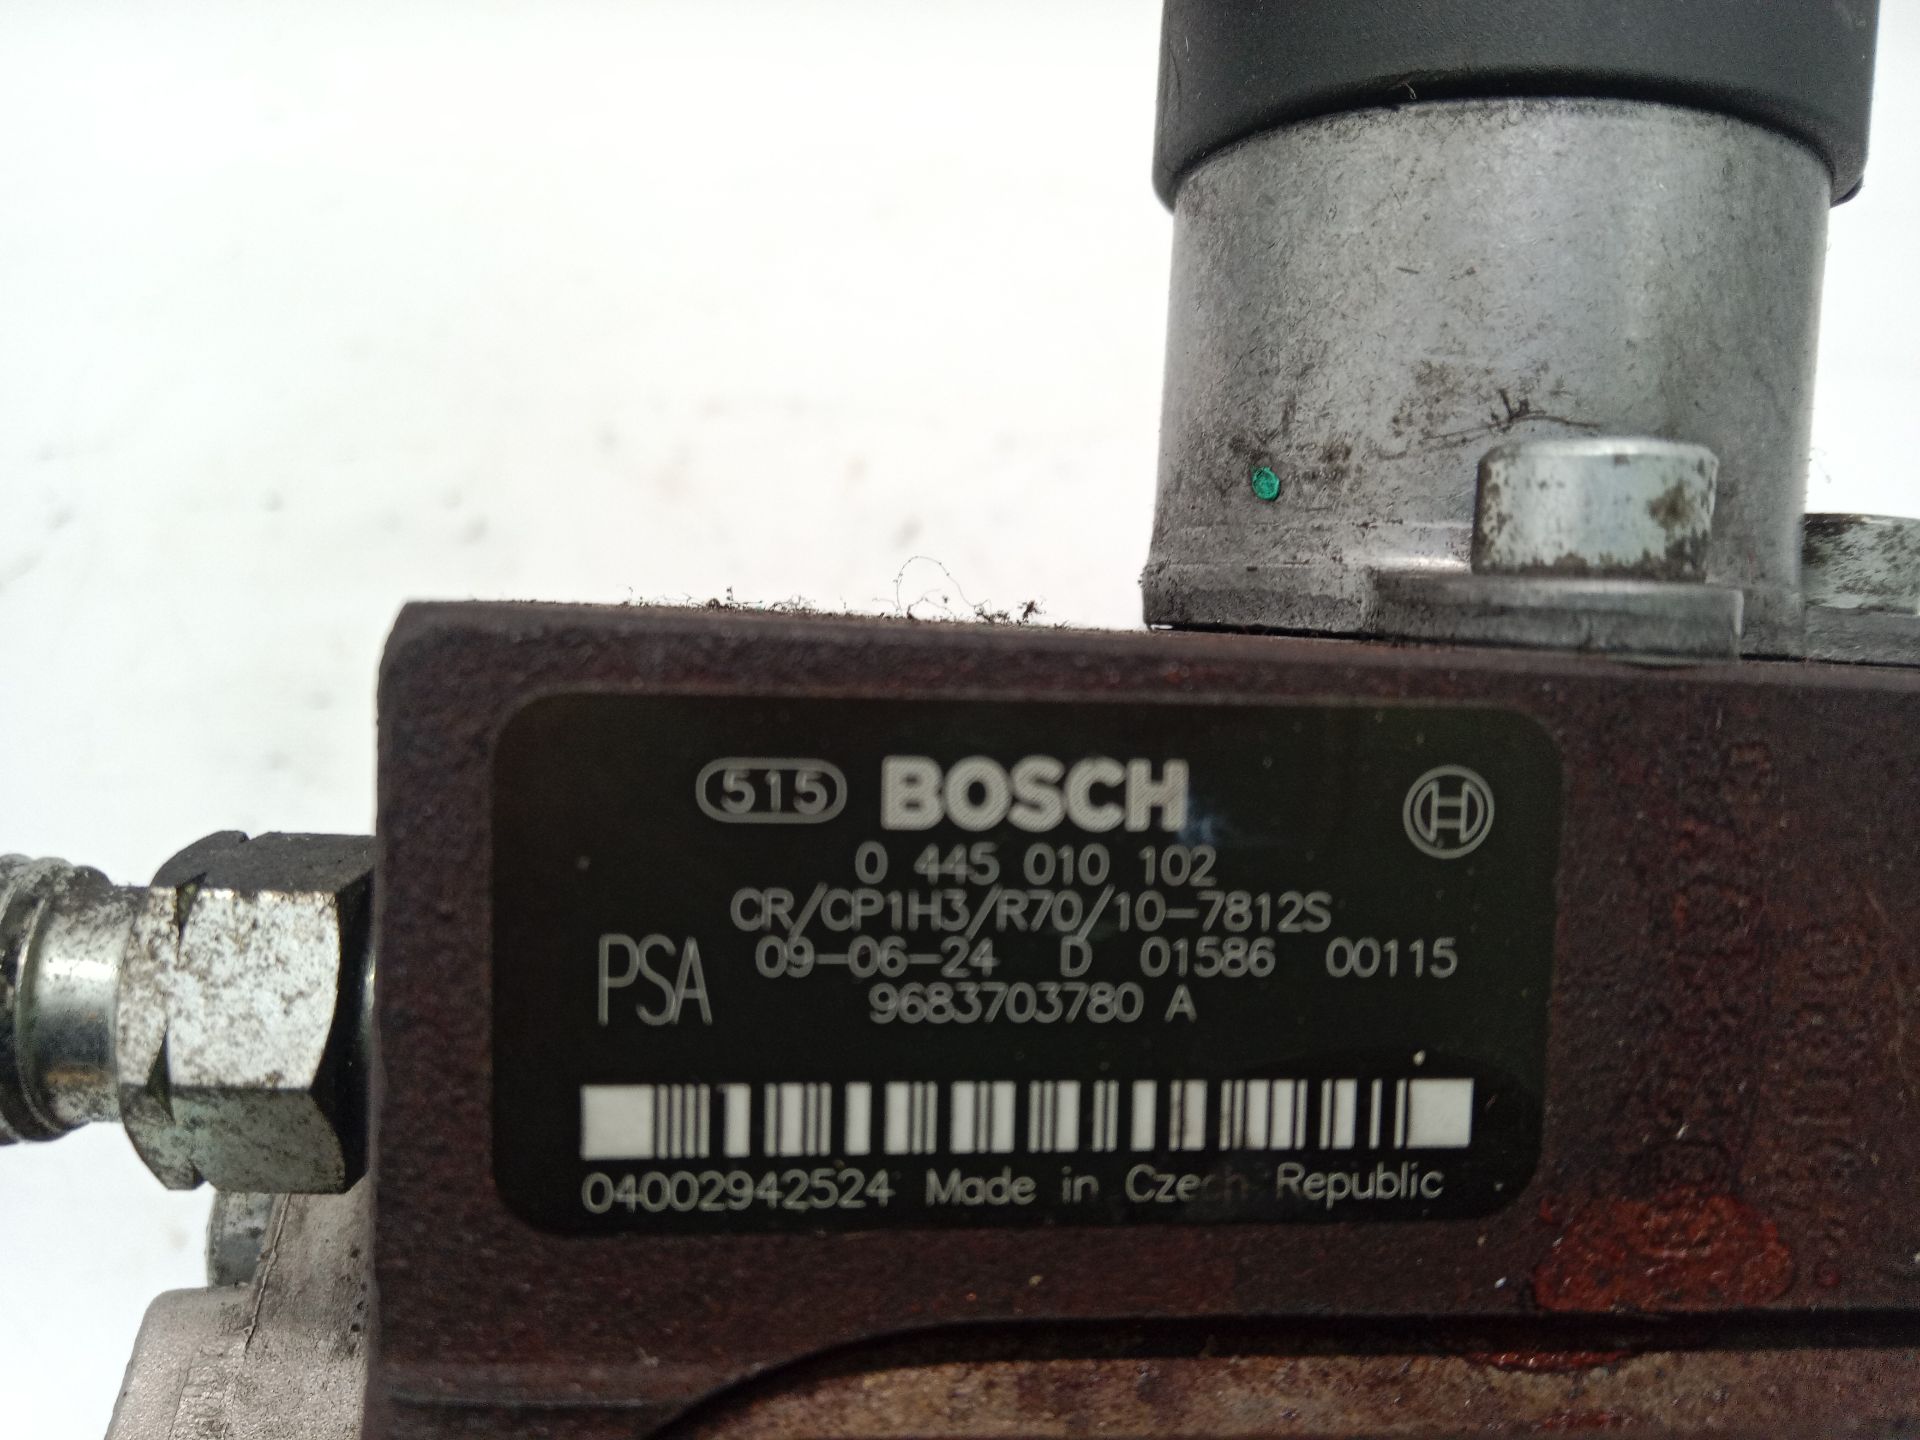 515 BOSCH
0 445 010 102
CR/CP1H3/R70/10-7812S
PSA 09-06-24 D 01586 00115
9683703780 A
04002942524 Made in Czech Republic